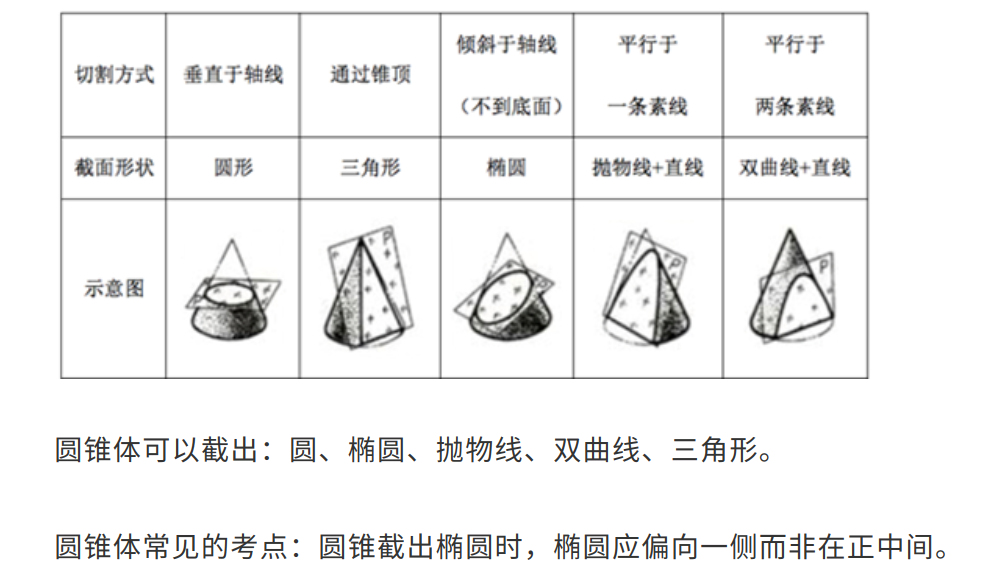 切割方式 垂直于轴线 通过锥顶 倾斜于轴线 平行于 平行于
（不到底面） 一条素线 两条素线
截面形状 圆形 三角形 椭圆 抛物线+直线 双曲线+直线
示意图 P P P P P
圆锥体可以截出：圆、椭圆、抛物线、双曲线、三角形。
圆锥体常见的考点：圆锥截出椭圆时，椭圆应偏向一侧而非在正中间。